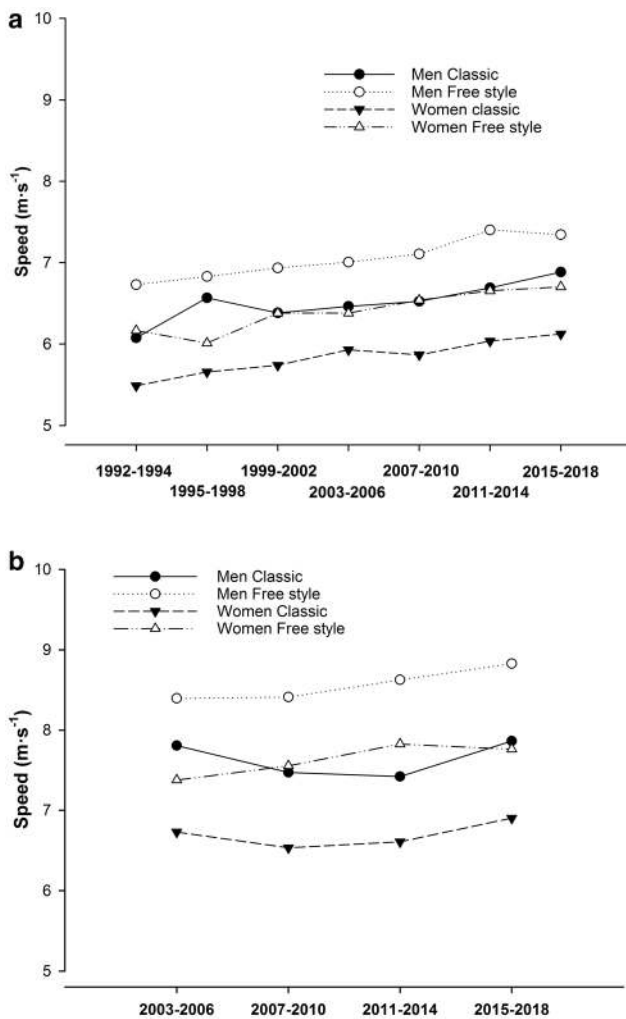 a
10
Men Classic
Men Free style
Women classic
Women Free style
9
8
7
6
5
Speed (m·s⁻¹)
1992-1994 1999-2002 2007-2010 2015-2018
1995-1998 2003-2006 2011-2014
b
10
Men Classic
Men Free style
Women Classic
Women Free style
9
8
7
6
5
Speed (m·s⁻¹)
2003-2006 2007-2010 2011-2014 2015-2018